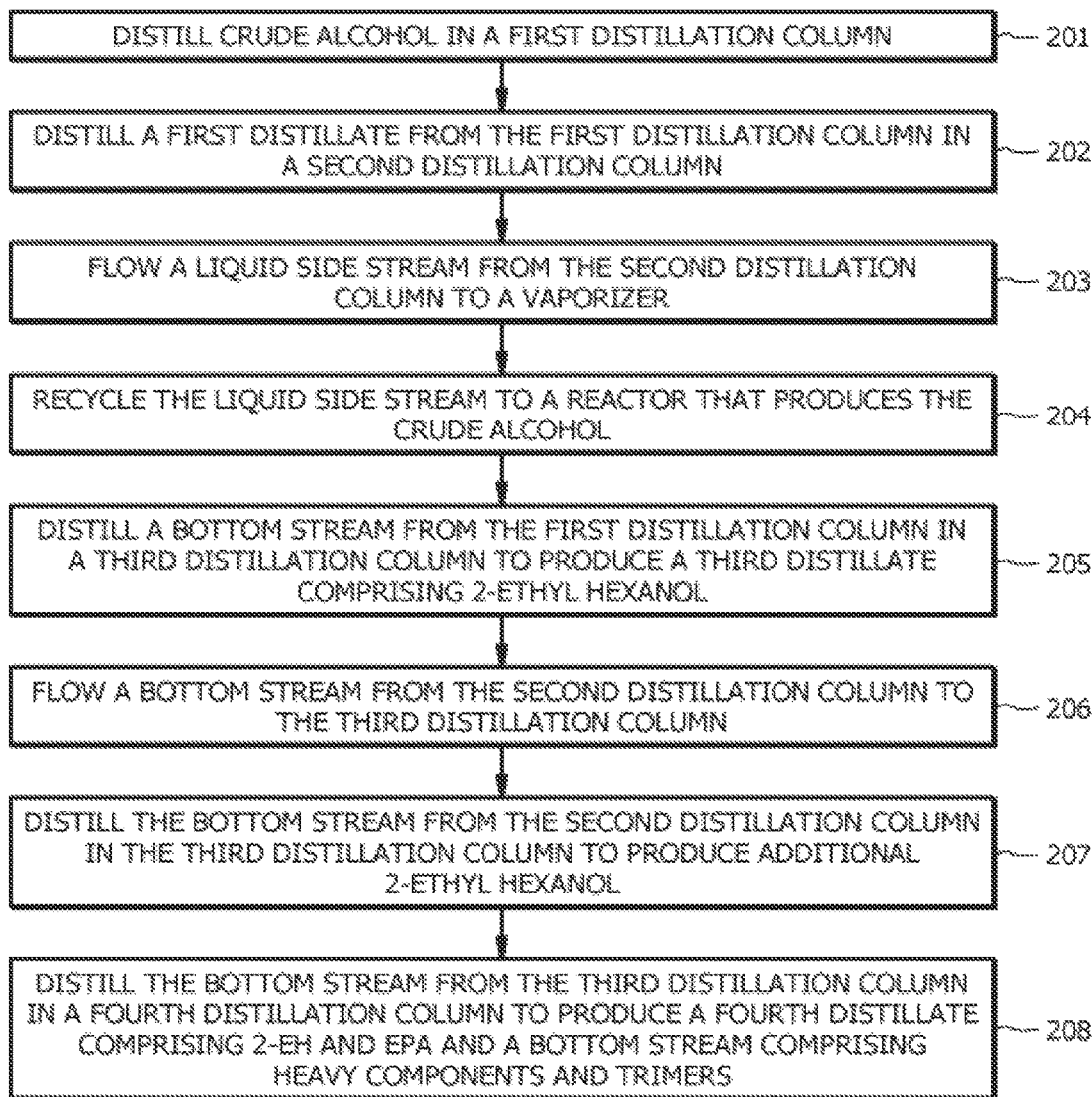 DISTILL CRUDE ALCOHOL IN A FIRST DISTILLATION COLUMN
201
DISTILL A FIRST DISTILLATE FROM THE FIRST DISTILLATION COLUMN IN
A SECOND DISTILLATION COLUMN
202
FLOW A LIQUID SIDE STREAM FROM THE SECOND DISTILLATION
COLUMN TO A VAPORIZER
203
RECYCLE THE LIQUID SIDE STREAM TO A REACTOR THAT PRODUCES THE
CRUDE ALCOHOL
204
DISTILL A BOTTOM STREAM FROM THE FIRST DISTILLATION COLUMN IN
A THIRD DISTILLATION COLUMN TO PRODUCE A THIRD DISTILLATE
COMPRISING 2-ETHYL HEXANOL
205
FLOW A BOTTOM STREAM FROM THE SECOND DISTILLATION COLUMN TO
THE THIRD DISTILLATION COLUMN
206
DISTILL THE BOTTOM STREAM FROM THE SECOND DISTILLATION COLUMN
IN THE THIRD DISTILLATION COLUMN TO PRODUCE ADDITIONAL
2-ETHYL HEXANOL
207
DISTILL THE BOTTOM STREAM FROM THE THIRD DISTILLATION COLUMN
IN A FOURTH DISTILLATION COLUMN TO PRODUCE A FOURTH DISTILLATE
COMPRISING 2-EH AND EPA AND A BOTTOM STREAM COMPRISING
HEAVY COMPONENTS AND TRIMERS
208